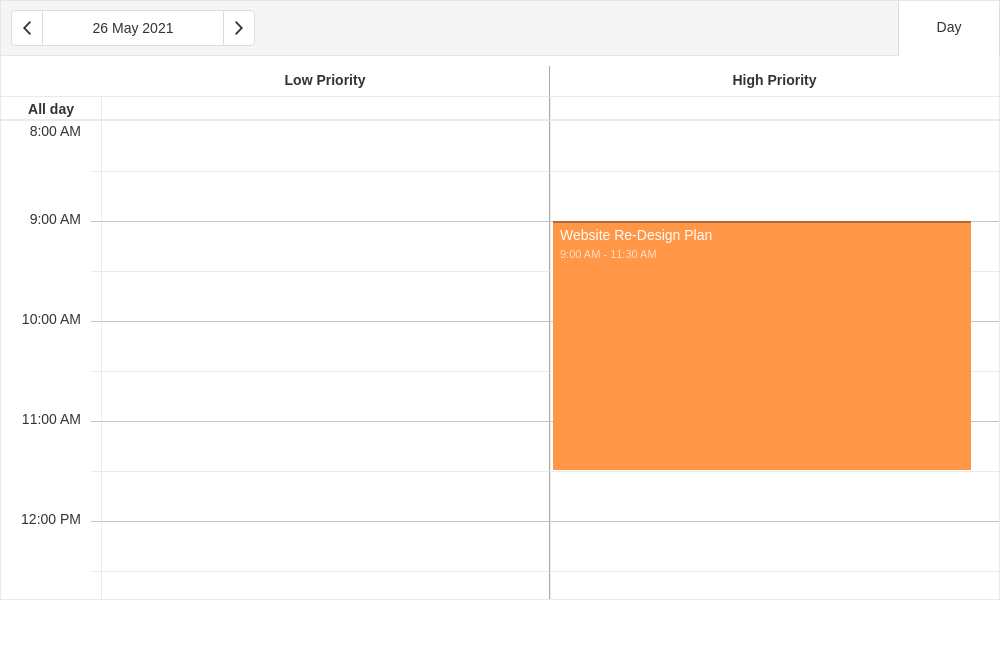 26 May 2021
Day
Low Priority
High Priority
All day
8:00 AM
9:00 AM
Website Re-Design Plan
9:00 AM - 11:30 AM
10:00 AM
11:00 AM
12:00 PM